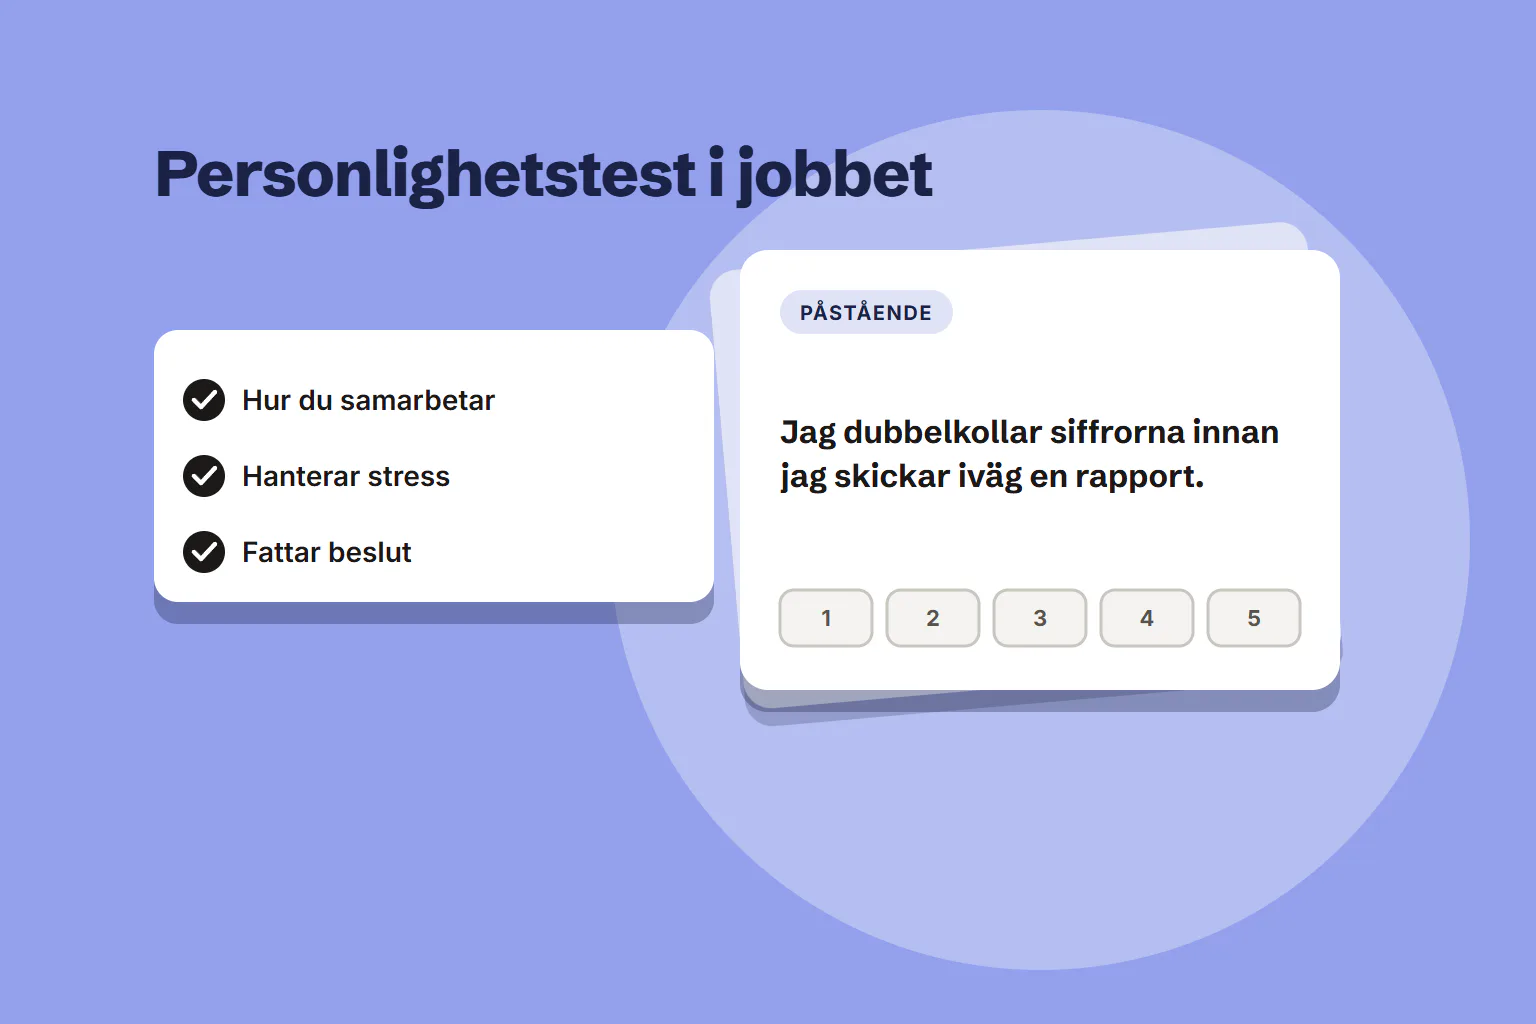 Personlighetstest i jobbet
Hur du samarbetar
Hanterar stress
Fattar beslut
PÅSTÅENDE
Jag dubbelkollar siffrorna innan
jag skickar iväg en rapport.
1 2 3 4 5